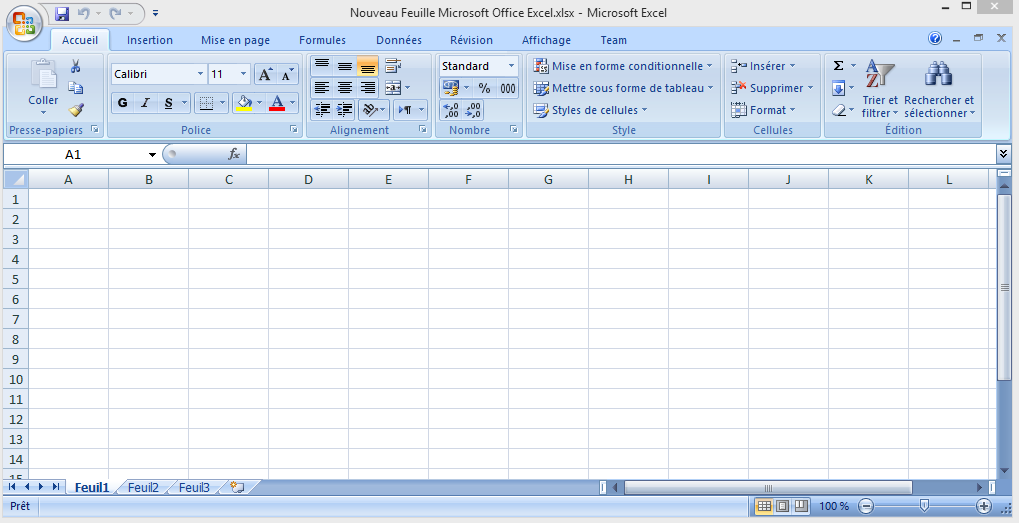 Nouveau Feuille Microsoft Office Excel.xlsx - Microsoft Excel
Accueil Insertion Mise en page Formules Données Révision Affichage Team
Calibri 11 Standard Mise en forme conditionnelle Insérer Σ
Coller G I S A % 000 Mettre sous forme de tableau Supprimer Trier et filtrer Rechercher et sélectionner
Styles de cellules Format
Presse-papiers Police Alignement Nombre Style Cellules Édition
A1 fx
A B C D E F G H I J K L
1
2
3
4
5
6
7
8
9
10
11
12
13
14
15
Feuil1 Feuil2 Feuil3
Prêt 100 %